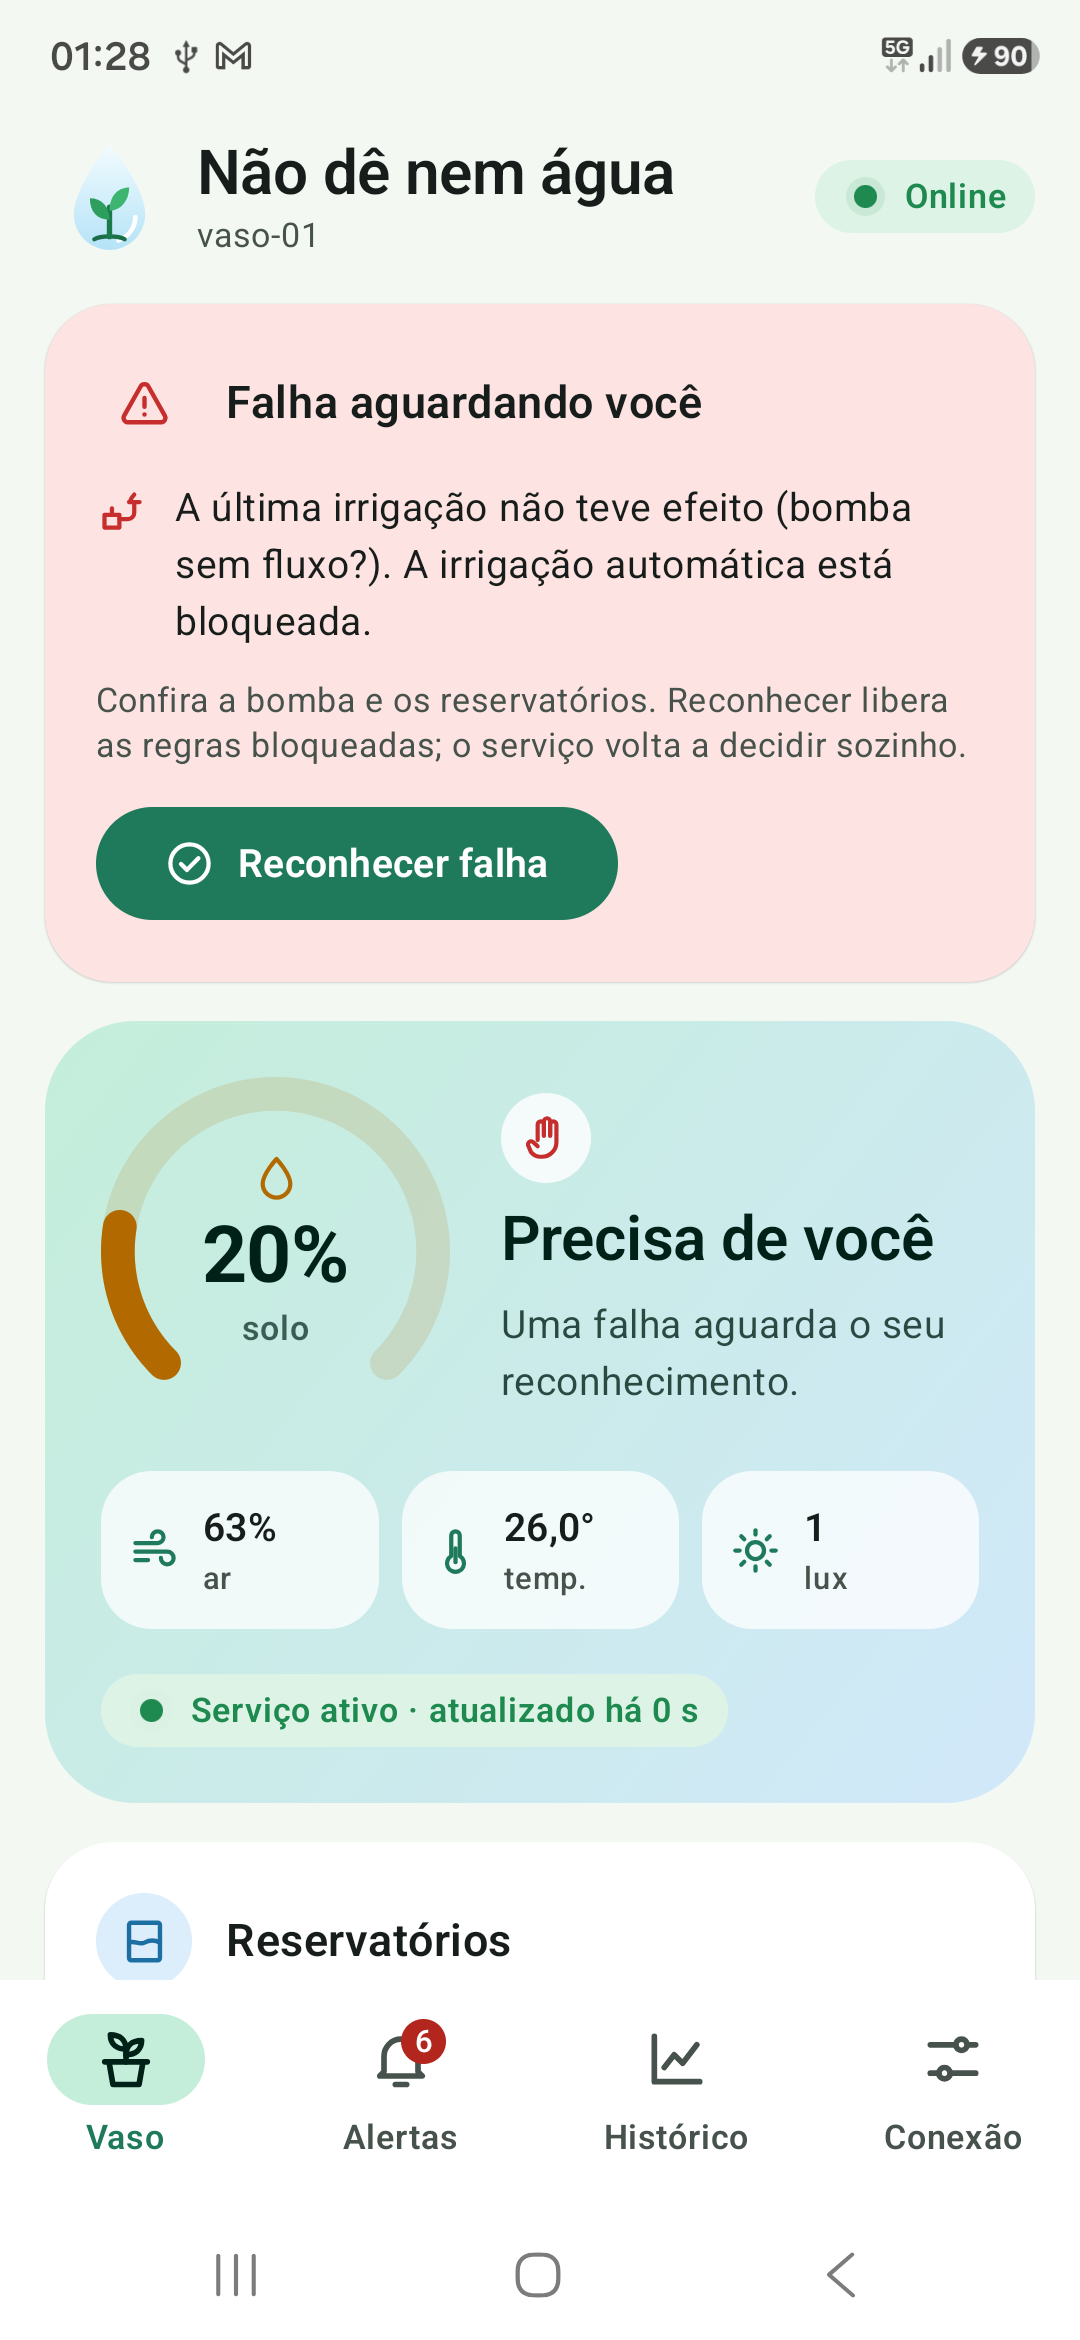 01:28
5G
90
Não dê nem água
vaso-01
Online
Falha aguardando você
A última irrigação não teve efeito (bomba
sem fluxo?). A irrigação automática está
bloqueada.
Confira a bomba e os reservatórios. Reconhecer libera
as regras bloqueadas; o serviço volta a decidir sozinho.
Reconhecer falha
20%
solo
Precisa de você
Uma falha aguarda o seu
reconhecimento.
63%
ar
26,0°
temp.
1
lux
Serviço ativo · atualizado há 0 s
Reservatórios
6
Vaso
Alertas
Histórico
Conexão